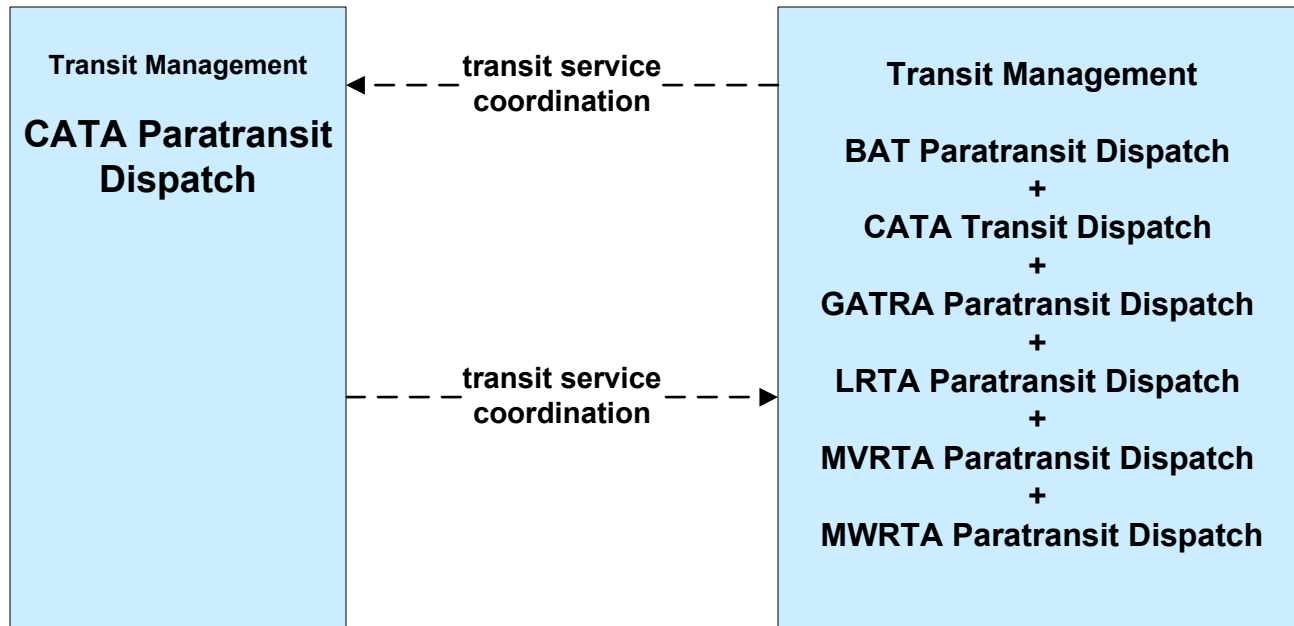 Transit Management
CATA Paratransit
Dispatch
transit service
coordination
transit service
coordination
Transit Management
BAT Paratransit Dispatch
+
CATA Transit Dispatch
+
GATRA Paratransit Dispatch
+
LRTA Paratransit Dispatch
+
MVRTA Paratransit Dispatch
+
MWRTA Paratransit Dispatch